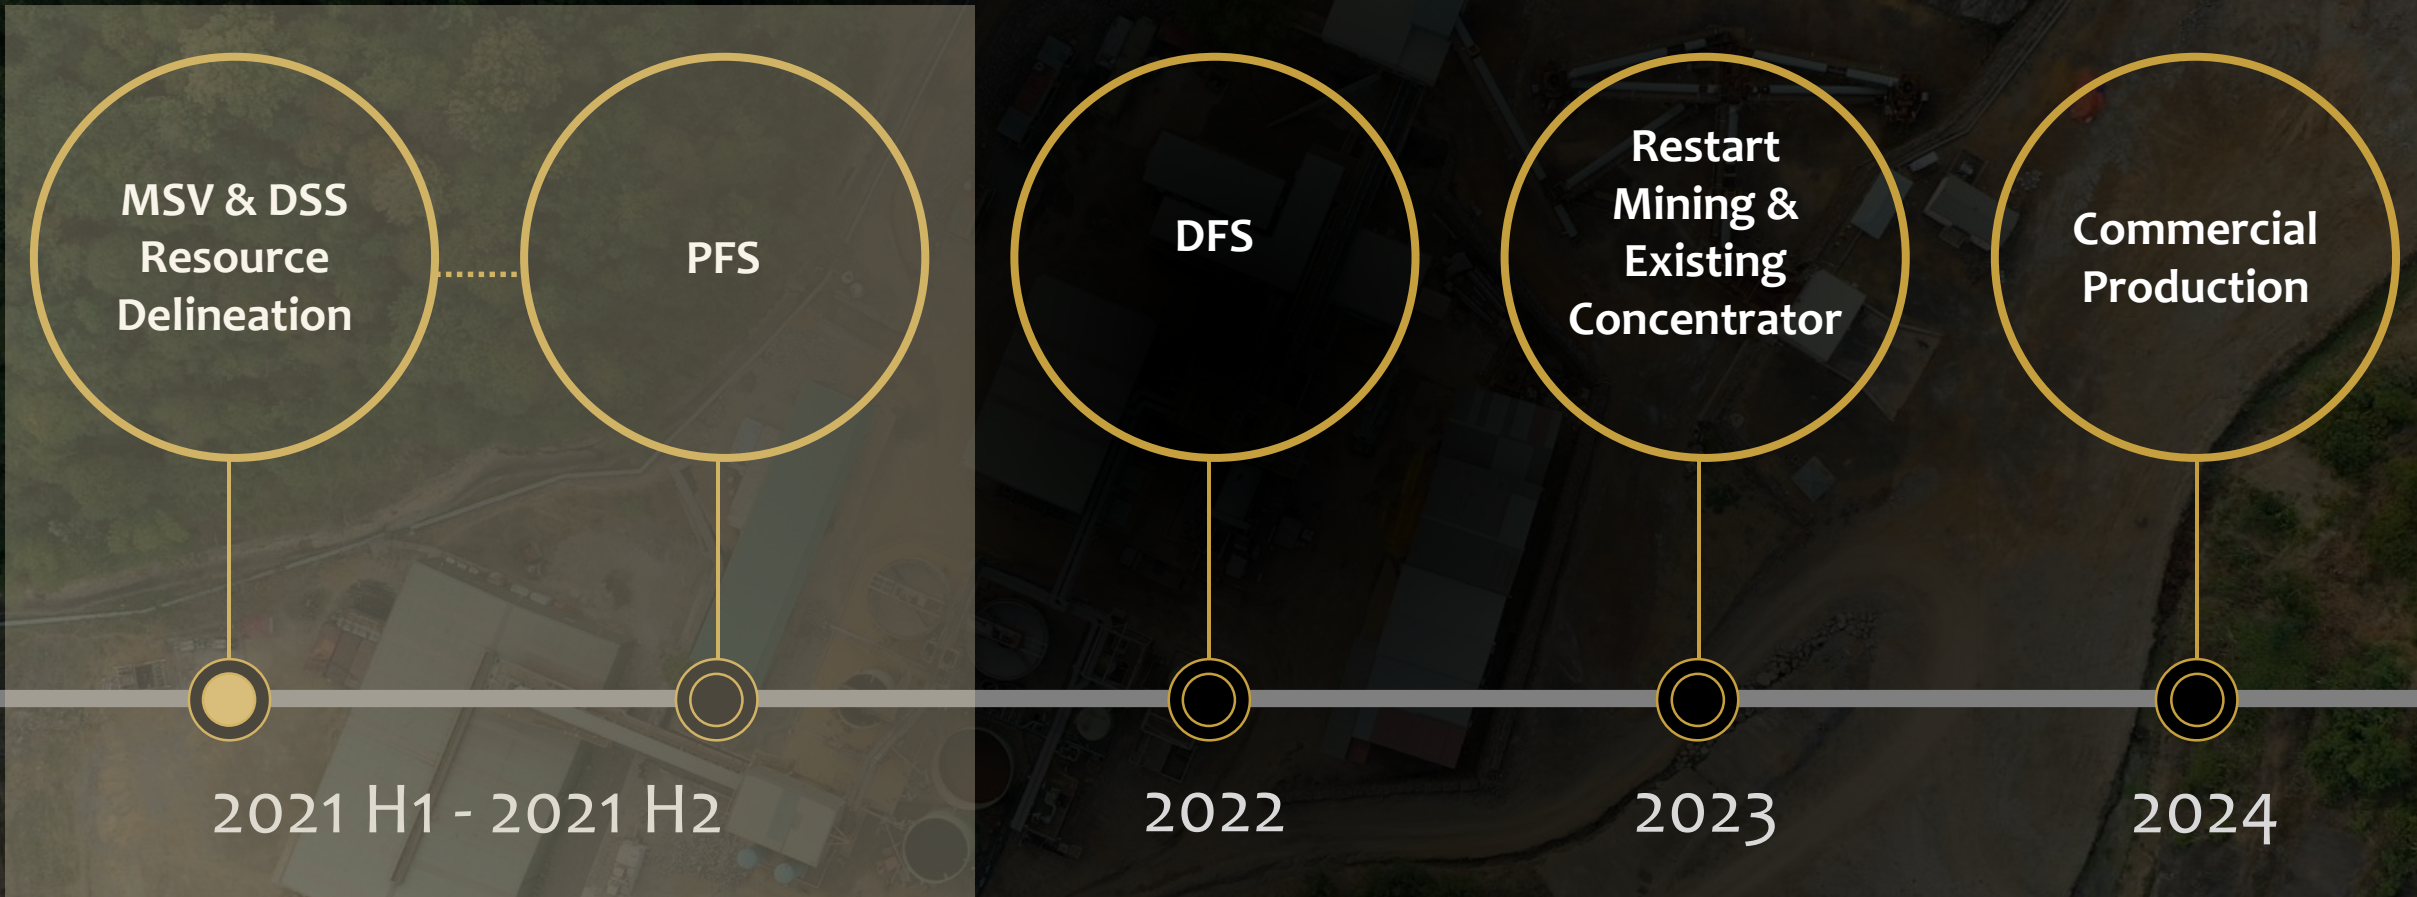 MSV & DSS
Resource
Delineation
PFS
DFS
Restart
Mining &
Existing
Concentrator
Commercial
Production
2021 H1 - 2021 H2
2022
2023
2024